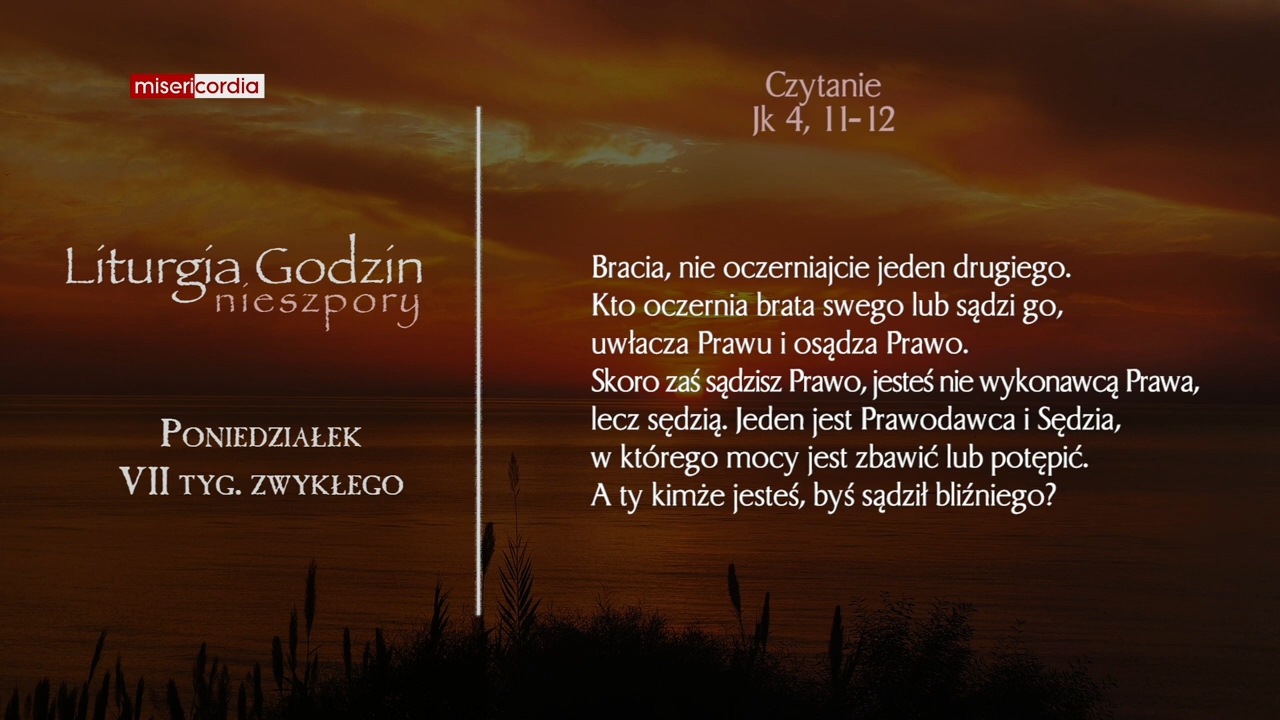 misericordia
Liturgia Godzin
nieszpory
Poniedziałek
VII tyg. zwykłego
Czytanie
Jk 4, 11-12
Bracia, nie oczerniajcie jeden drugiego.
Kto oczernia brata swego lub sądzi go,
uwłacza Prawu i osądza Prawo.
Skoro zaś sądzisz Prawo, jesteś nie wykonawcą Prawa,
lecz sędzią. Jeden jest Prawodawca i Sędzia,
w którego mocy jest zbawić lub potępić.
A ty kimże jesteś, byś sądził bliźniego?